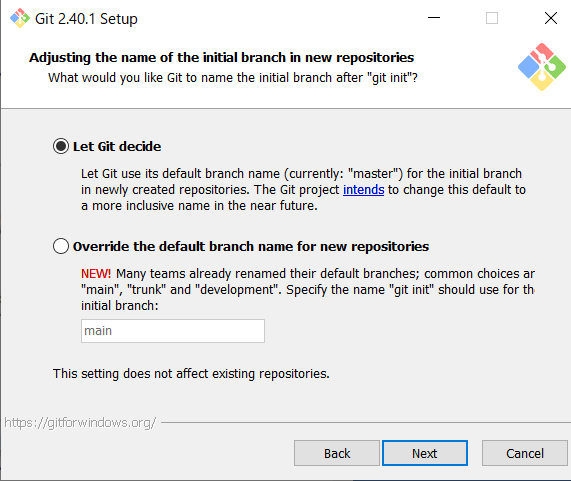 Git 2.40.1 Setup
Adjusting the name of the initial branch in new repositories
What would you like Git to name the initial branch after "git init"?
Let Git decide
Let Git use its default branch name (currently: "master") for the initial branch
in newly created repositories. The Git project intends to change this default to
a more inclusive name in the near future.
Override the default branch name for new repositories
NEW! Many teams already renamed their default branches; common choices ar
"main", "trunk" and "development". Specify the name "git init" should use for the
initial branch:
main
This setting does not affect existing repositories.
https://gitforwindows.org/
Back
Next
Cancel